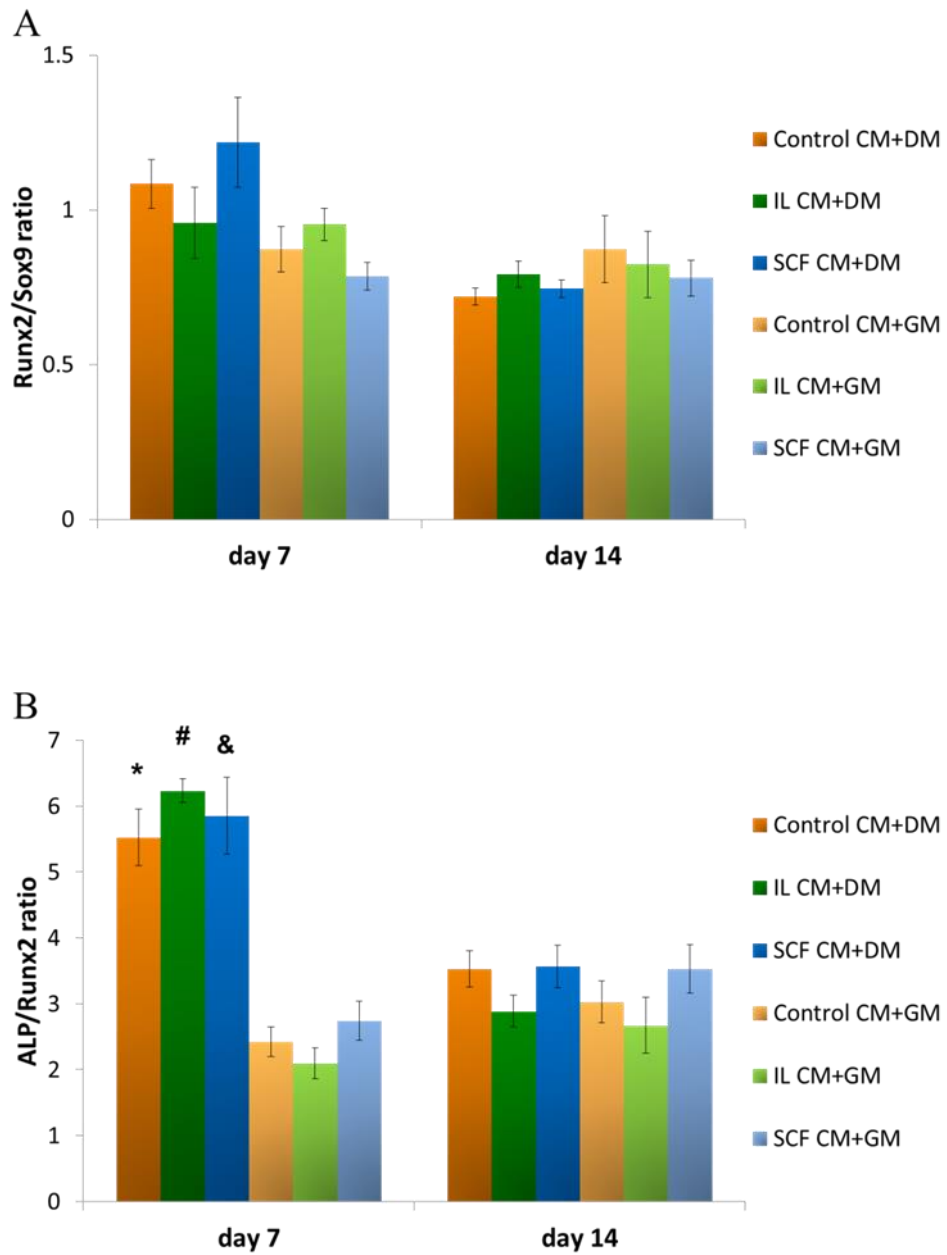 A
1.5
1
0.5
0
Runx2/Sox9 ratio
day 7
day 14
Control CM+DM
IL CM+DM
SCF CM+DM
Control CM+GM
IL CM+GM
SCF CM+GM
B
7
6
5
4
3
2
1
0
ALP/Runx2 ratio
* # &
day 7
day 14
Control CM+DM
IL CM+DM
SCF CM+DM
Control CM+GM
IL CM+GM
SCF CM+GM